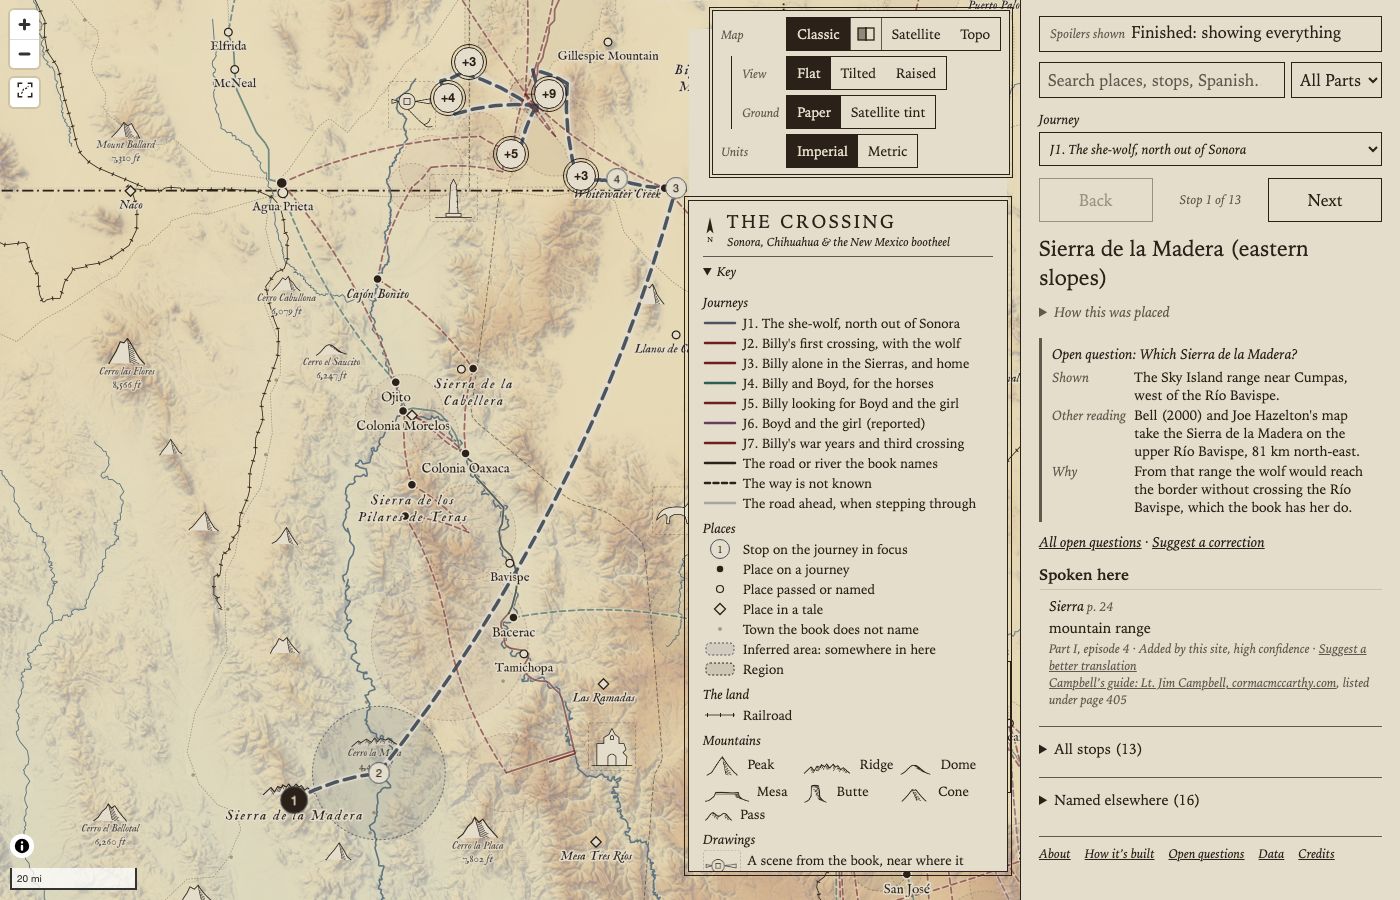 Puerto Palo
Elfrida
McNeal
Gillespie Mountain
+3
+4
+9
+5
+3
4
3
Mount Ballard
7,310 ft
Naco
Agua Prieta
Whitewater Creek
Cerro Cabullona
6,079 ft
Cajón Bonito
Llanos de C
Cerro las Flores
8,566 ft
Cerro el Saucito
6,247 ft
Sierra de la
Cabellera
Ojito
Colonia Morelos
Colonia Oaxaca
Sierra de los
Pilares de Teras
Bavispe
Bacerac
Tamichopa
Las Ramadas
2
1
Sierra de la Madera
Cerro el Bellotal
6,260 ft
Cerro la Placa
7,802 ft
Mesa Tres Ríos
San José
20 mi
Map
Classic
Satellite
Topo
View
Flat
Tilted
Raised
Ground
Paper
Satellite tint
Units
Imperial
Metric
N
THE CROSSING
Sonora, Chihuahua & the New Mexico bootheel
Key
Journeys
J1. The she-wolf, north out of Sonora
J2. Billy's first crossing, with the wolf
J3. Billy alone in the Sierras, and home
J4. Billy and Boyd, for the horses
J5. Billy looking for Boyd and the girl
J6. Boyd and the girl (reported)
J7. Billy's war years and third crossing
The road or river the book names
The way is not known
The road ahead, when stepping through
Places
1 Stop on the journey in focus
Place on a journey
Place passed or named
Place in a tale
Town the book does not name
Inferred area: somewhere in here
Region
The land
Railroad
Mountains
Peak Ridge Dome
Mesa Butte Cone
Pass
Drawings
A scene from the book, near where it
Spoilers shown Finished: showing everything
Search places, stops, Spanish.
All Parts
Journey
J1. The she-wolf, north out of Sonora
Back
Stop 1 of 13
Next
Sierra de la Madera (eastern
slopes)
How this was placed
Open question: Which Sierra de la Madera?
Shown The Sky Island range near Cumpas,
west of the Río Bavispe.
Other reading Bell (2000) and Joe Hazelton's map
take the Sierra de la Madera on the
upper Río Bavispe, 81 km north-east.
Why From that range the wolf would reach
the border without crossing the Río
Bavispe, which the book has her do.
All open questions · Suggest a correction
Spoken here
Sierra p. 24
mountain range
Part I, episode 4 · Added by this site, high confidence · Suggest a
better translation
Campbell's guide: Lt. Jim Campbell, cormacmccarthy.com, listed
under page 405
All stops (13)
Named elsewhere (16)
About How it's built Open questions Data Credits